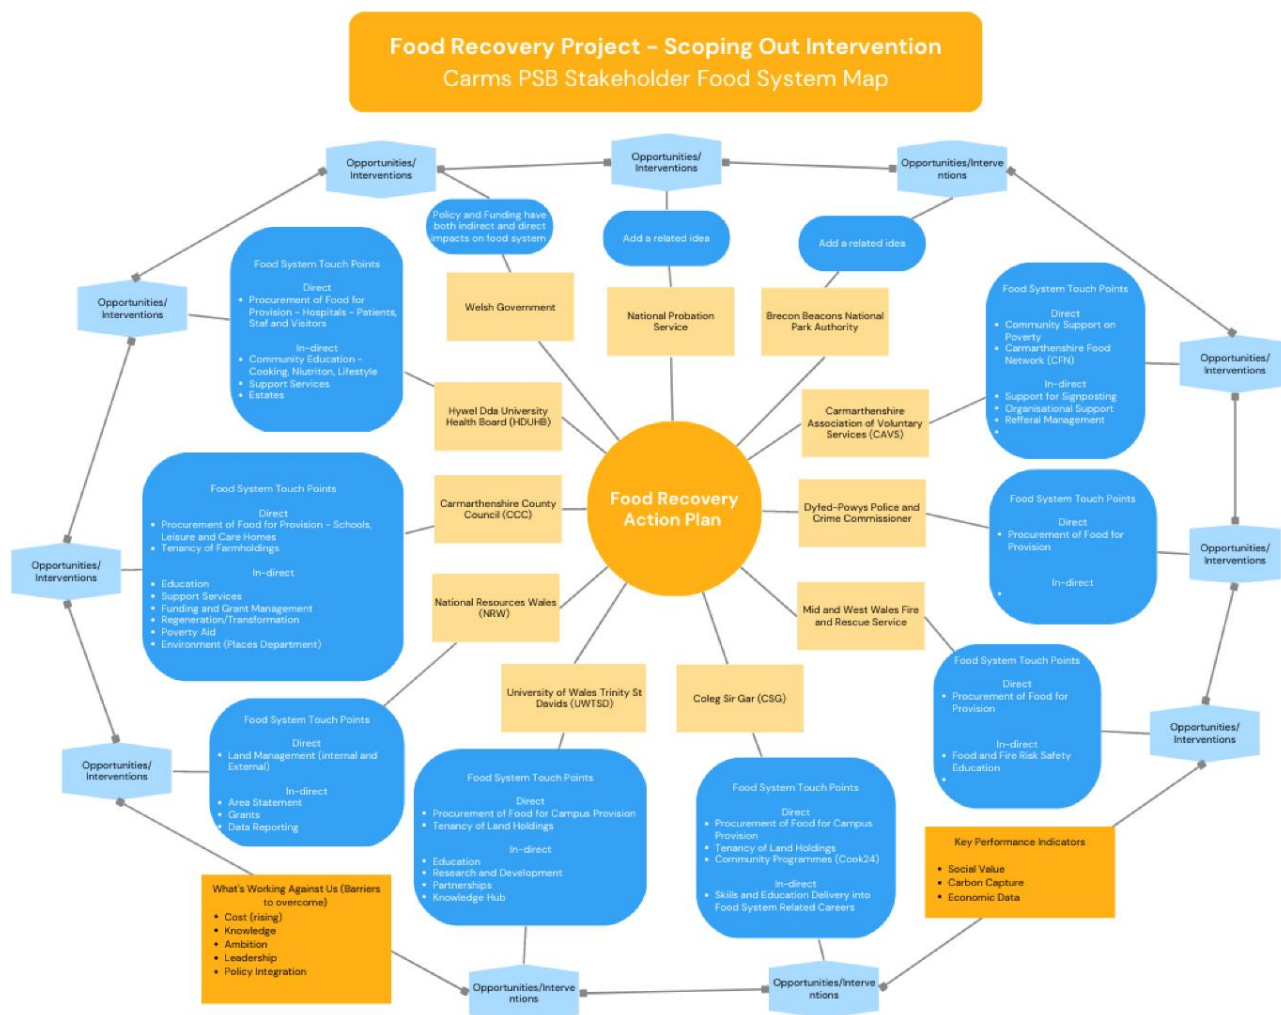 Food Recovery Project - Scoping Out Intervention
Carms PSB Stakeholder Food System Map
Opportunities/
Interventions
Opportunities/
Interventions
Opportunities/Interve
ntions
Policy and Funding have
both indirect and direct
impacts on food system
Add a related idea
Add a related idea
Welsh Government
National Probation
Service
Brecon Beacons National
Park Authority
Opportunities/
Interventions
Food System Touch Points
Direct
• Procurement of Food for
Provision - Hospitals - Patients,
Staf and Visitors
In-direct
• Community Education -
Cooking, Niutriton, Lifestyle
• Support Services
• Estates
Hywel Dda University
Health Board (HDUHB)
Carmarthenshire
Association of Voluntary
Services (CAVS)
Food System Touch Points
Direct
• Community Support on
Poverty
• Carmarthenshire Food
Network (CFN)
In-direct
• Support for Signposting
• Organisational Support
• Refferal Management
•
Opportunities/
Interventions
Opportunities/
Interventions
Food System Touch Points
Direct
• Procurement of Food for Provision - Schools,
Leisure and Care Homes
• Tenancy of Farmholdings
In-direct
• Education
• Support Services
• Funding and Grant Management
• Regeneration/Transformation
• Poverty Aid
• Environment (Places Department)
Carmarthenshire County
Council (CCC)
Food Recovery
Action Plan
Dyfed-Powys Police and
Crime Commissioner
Food System Touch Points
Direct
• Procurement of Food for
Provision
In-direct
•
Opportunities/
Interventions
National Resources Wales
(NRW)
Mid and West Wales Fire
and Rescue Service
Food System Touch Points
Direct
• Procurement of Food for
Provision
In-direct
• Food and Fire Risk Safety
Education
•
Opportunities/
Interventions
University of Wales Trinity St
Davids (UWTSD)
Coleg Sir Gar (CSG)
Opportunities/
Interventions
Food System Touch Points
Direct
• Land Management (internal and
External)
In-direct
• Area Statement
• Grants
• Data Reporting
Food System Touch Points
Direct
• Procurement of Food for Campus Provision
• Tenancy of Land Holdings
In-direct
• Education
• Research and Development
• Partnerships
• Knowledge Hub
Food System Touch Points
Direct
• Procurement of Food for Campus
Provision
• Tenancy of Land Holdings
• Community Programmes (Cook24)
In-direct
• Skiils and Education Delivery into
Food System Related Careers
Key Performance Indicators
• Social Value
• Carbon Capture
• Economic Data
What's Working Against Us (Barriers
to overcome)
• Cost (rising)
• Knowledge
• Ambition
• Leadership
• Policy Integration
Opportunities/Interve
ntions
Opportunities/Interve
ntions